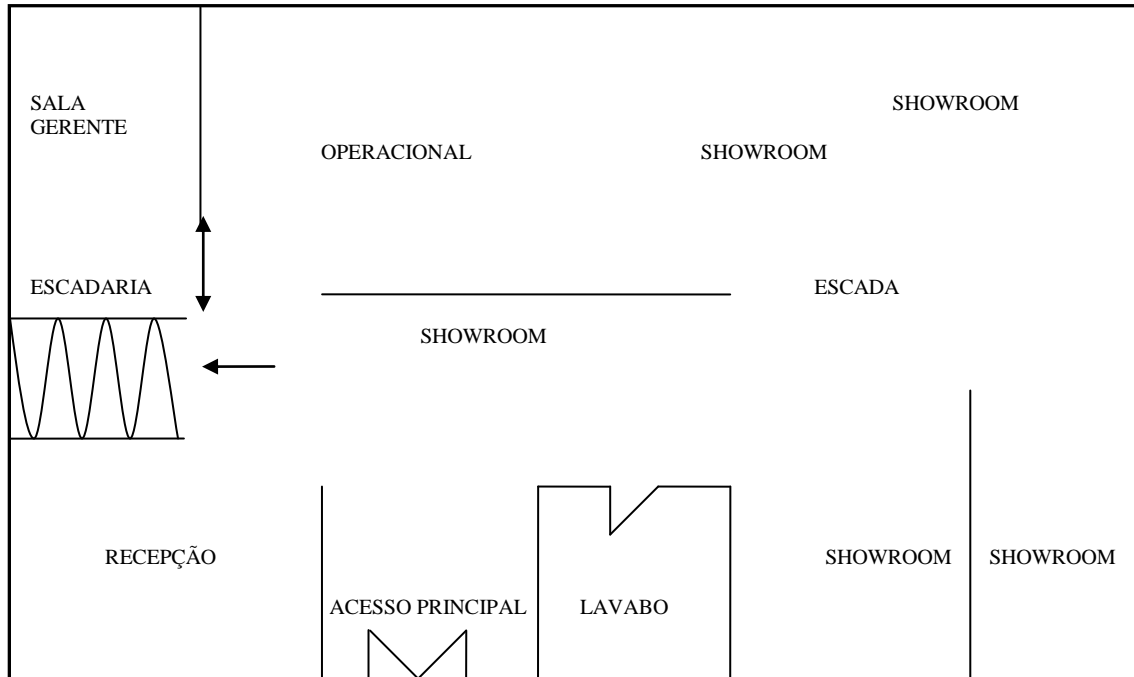 SHOWROOM
SALA
GERENTE
OPERACIONAL
SHOWROOM
ESCADARIA
ESCADA
SHOWROOM
RECEPÇÃO
SHOWROOM
SHOWROOM
ACESSO PRINCIPAL
LAVABO